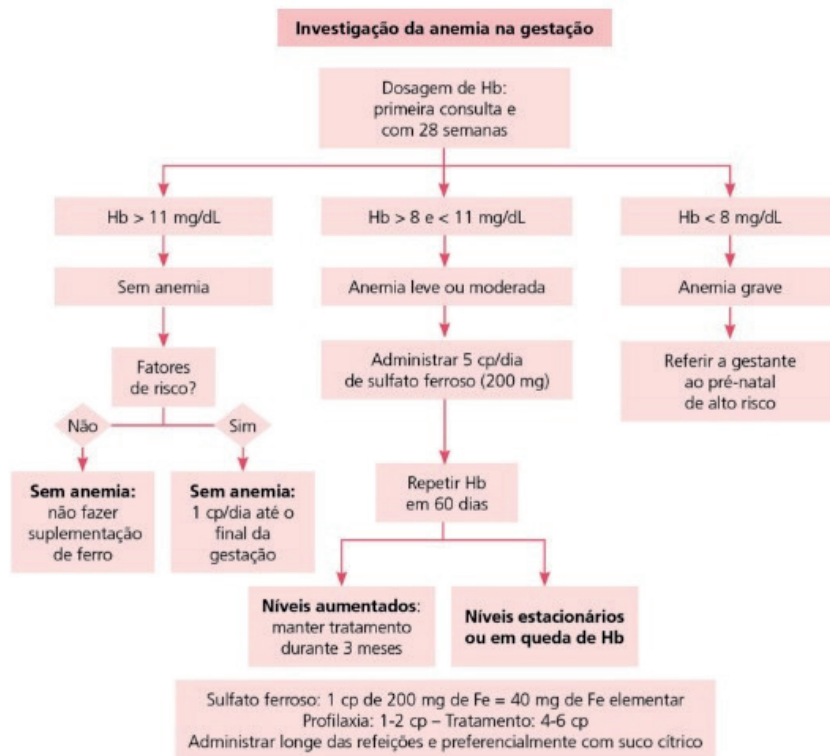 Investigação da anemia na gestação
Dosagem de Hb:
primeira consulta e
com 28 semanas
Hb > 11 mg/dL
Hb > 8 e < 11 mg/dL
Hb < 8 mg/dL
Sem anemia
Anemia leve ou moderada
Anemia grave
Fatores
de risco?
Administrar 5 cp/dia
de sulfato ferroso (200 mg)
Referir a gestante
ao pré-natal
de alto risco
Não
Sim
Sem anemia:
não fazer
suplementação
de ferro
Sem anemia:
1 cp/dia até o
final da
gestação
Repetir Hb
em 60 dias
Níveis aumentados:
manter tratamento
durante 3 meses
Níveis estacionários
ou em queda de Hb
Sulfato ferroso: 1 cp de 200 mg de Fe = 40 mg de Fe elementar
Profilaxia: 1-2 cp – Tratamento: 4-6 cp
Administrar longe das refeições e preferencialmente com suco cítrico